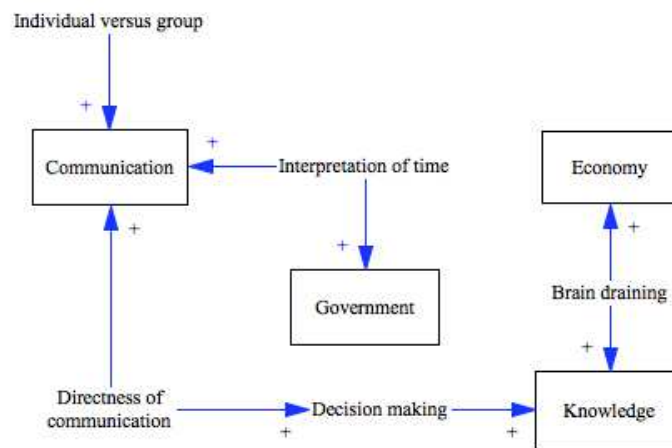 Individual versus group
+
+
Communication
Interpretation of time
Economy
+
+
+
Government
Brain draining
+
Directness of
communication
Decision making
Knowledge
+
+